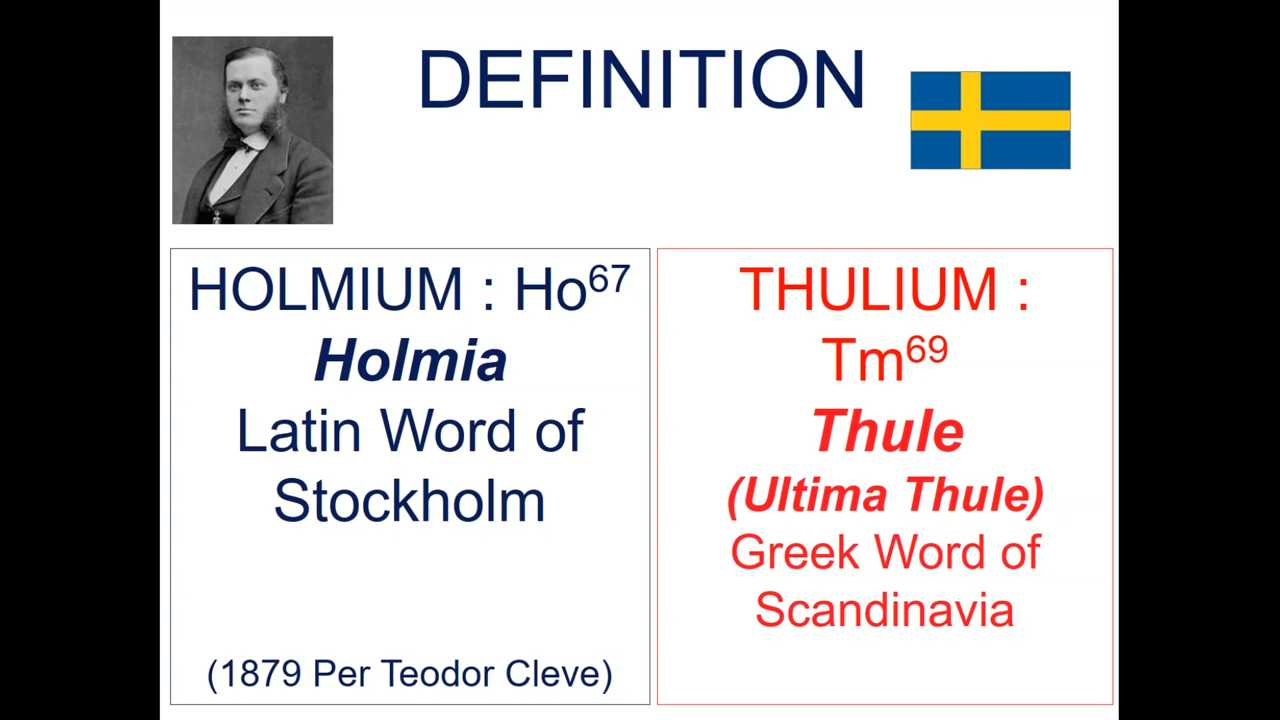 DEFINITION
HOLMIUM : Ho⁶⁷
Holmia
Latin Word of
Stockholm
(1879 Per Teodor Cleve)
THULIUM :
Tm⁶⁹
Thule
(Ultima Thule)
Greek Word of
Scandinavia